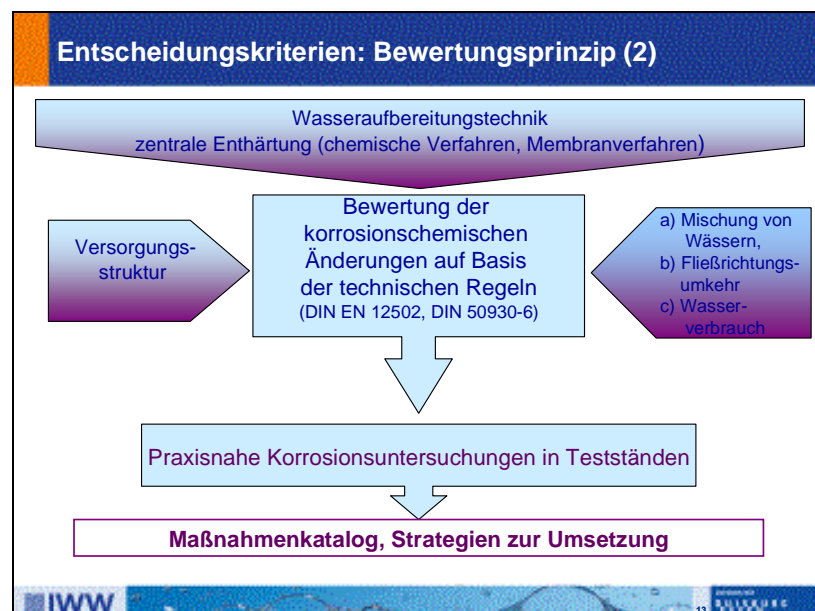 Entscheidungskriterien: Bewertungsprinzip (2)
Wasseraufbereitungstechnik
zentrale Enthärtung (chemische Verfahren, Membranverfahren)
Versorgungs-
struktur
Bewertung der
korrosionschemischen
Änderungen auf Basis
der technischen Regeln
(DIN EN 12502, DIN 50930-6)
a) Mischung von
Wässern,
b) Fließrichtungs-
umkehr
c) Wasser-
verbrauch
Praxisnahe Korrosionsuntersuchungen in Testständen
Maßnahmenkatalog, Strategien zur Umsetzung
IWW
13